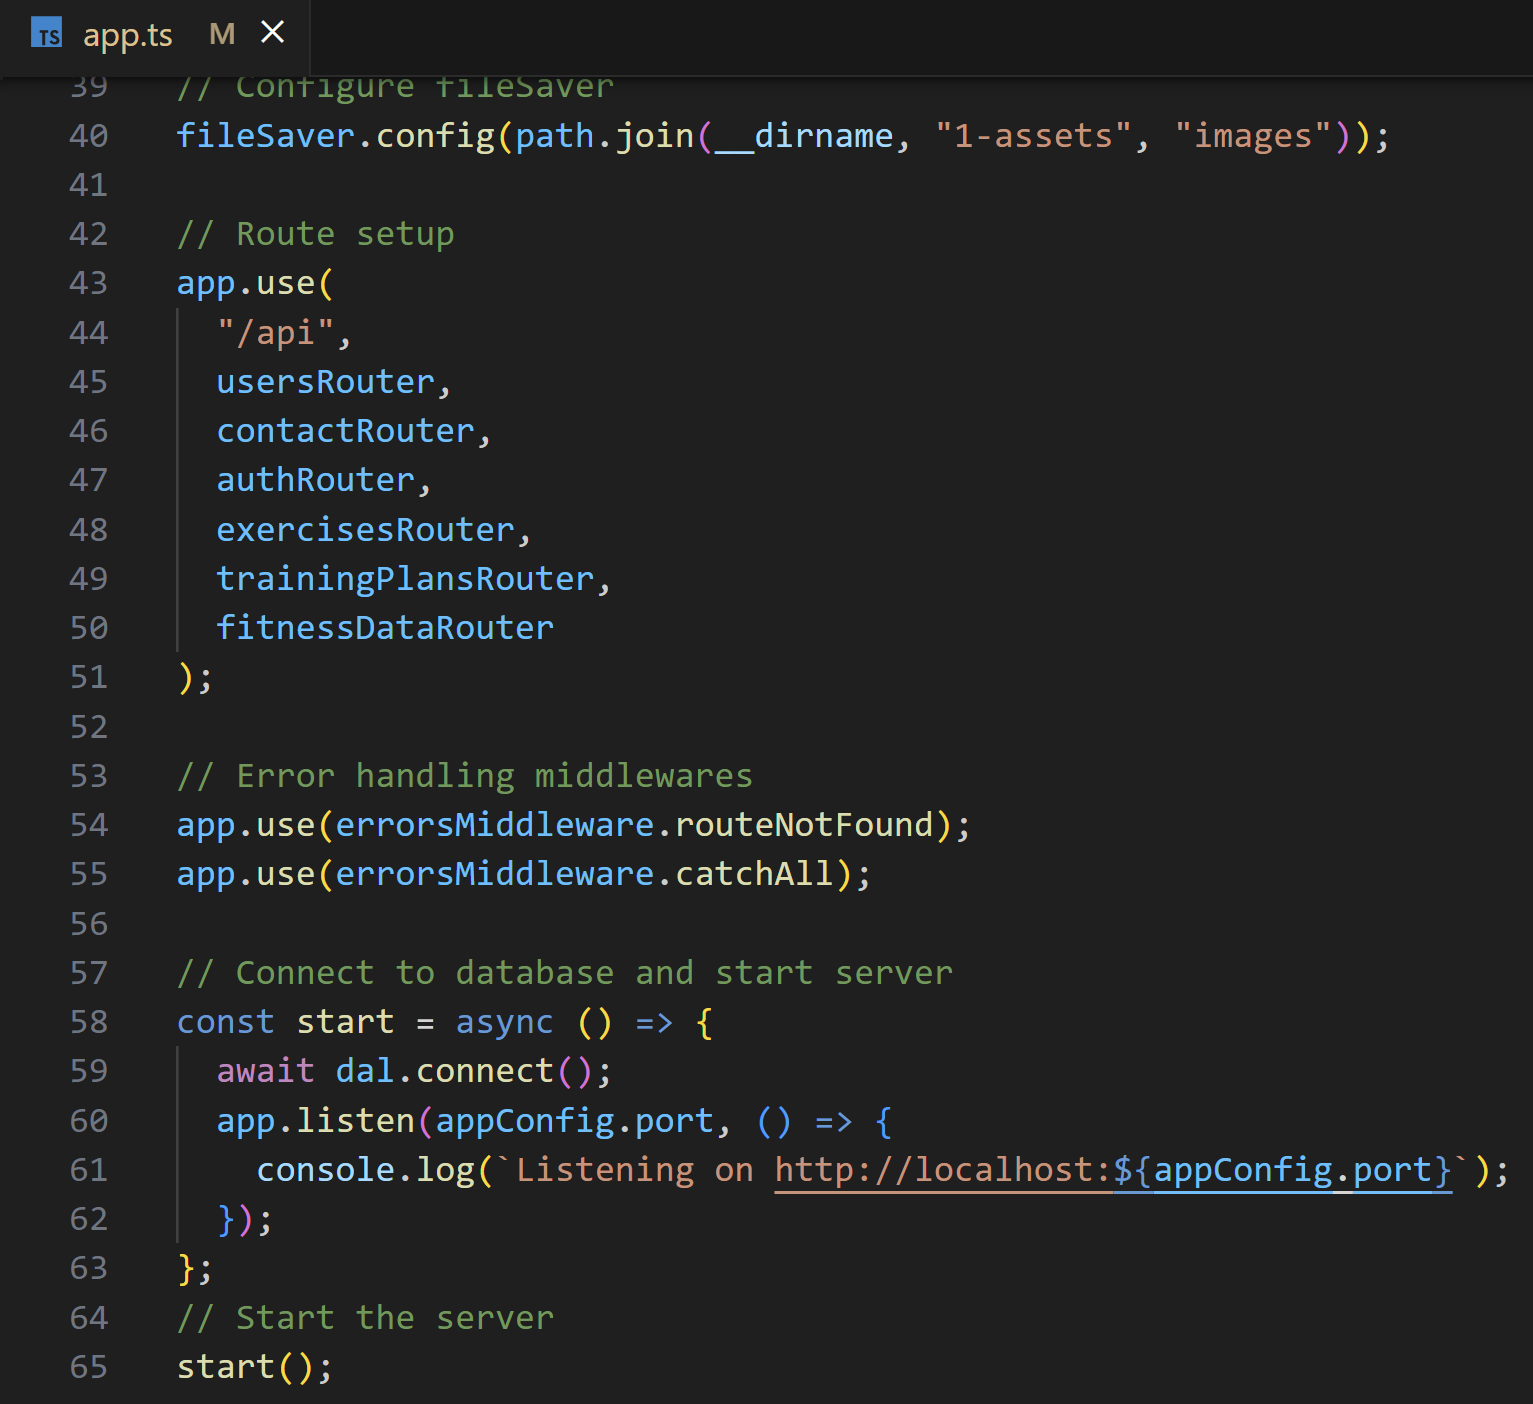 TS app.ts M
39 // Configure fileSaver
40 fileSaver.config(path.join(__dirname, "1-assets", "images"));
41
42 // Route setup
43 app.use(
44   "/api",
45   usersRouter,
46   contactRouter,
47   authRouter,
48   exercisesRouter,
49   trainingPlansRouter,
50   fitnessDataRouter
51 );
52
53 // Error handling middlewares
54 app.use(errorsMiddleware.routeNotFound);
55 app.use(errorsMiddleware.catchAll);
56
57 // Connect to database and start server
58 const start = async () => {
59   await dal.connect();
60   app.listen(appConfig.port, () => {
61     console.log(`Listening on http://localhost:${appConfig.port}`);
62   });
63 };
64 // Start the server
65 start();